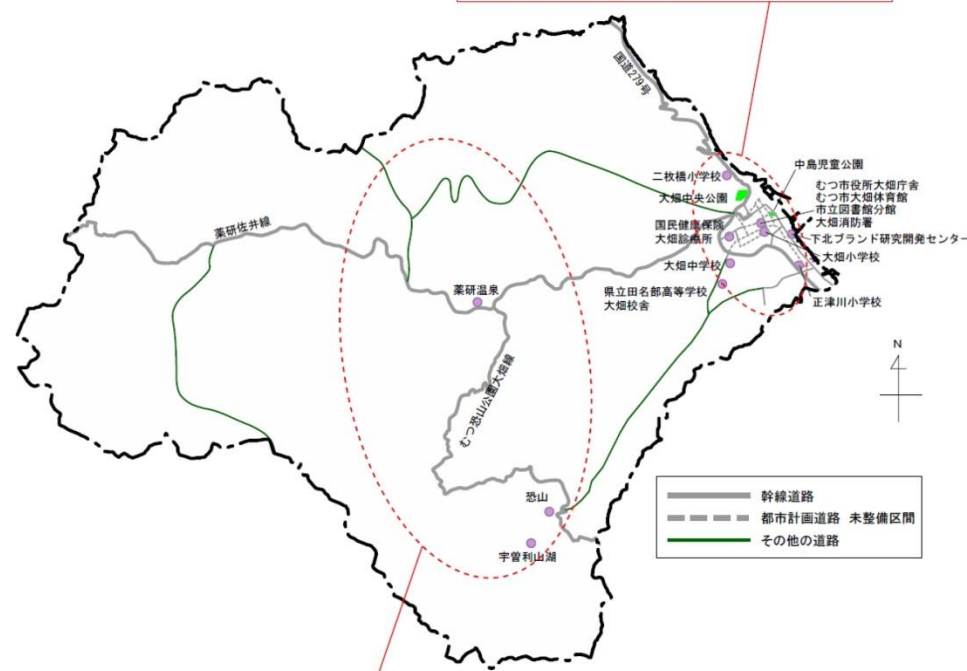 国道279号
中島児童公園
二枚橋小学校
むつ市役所大畑庁舎
大畑中央公園
むつ市大畑体育館
市立図書館分館
国民健康保険
大畑診療所
大畑消防署
下北ブランド研究開発センター
大畑中学校
大畑小学校
県立田名部高等学校
大畑校舎
正津川小学校
薬研佐井線
薬研温泉
むつ恐山公園大畑線
恐山
宇曽利山湖
N
幹線道路
都市計画道路 未整備区間
その他の道路